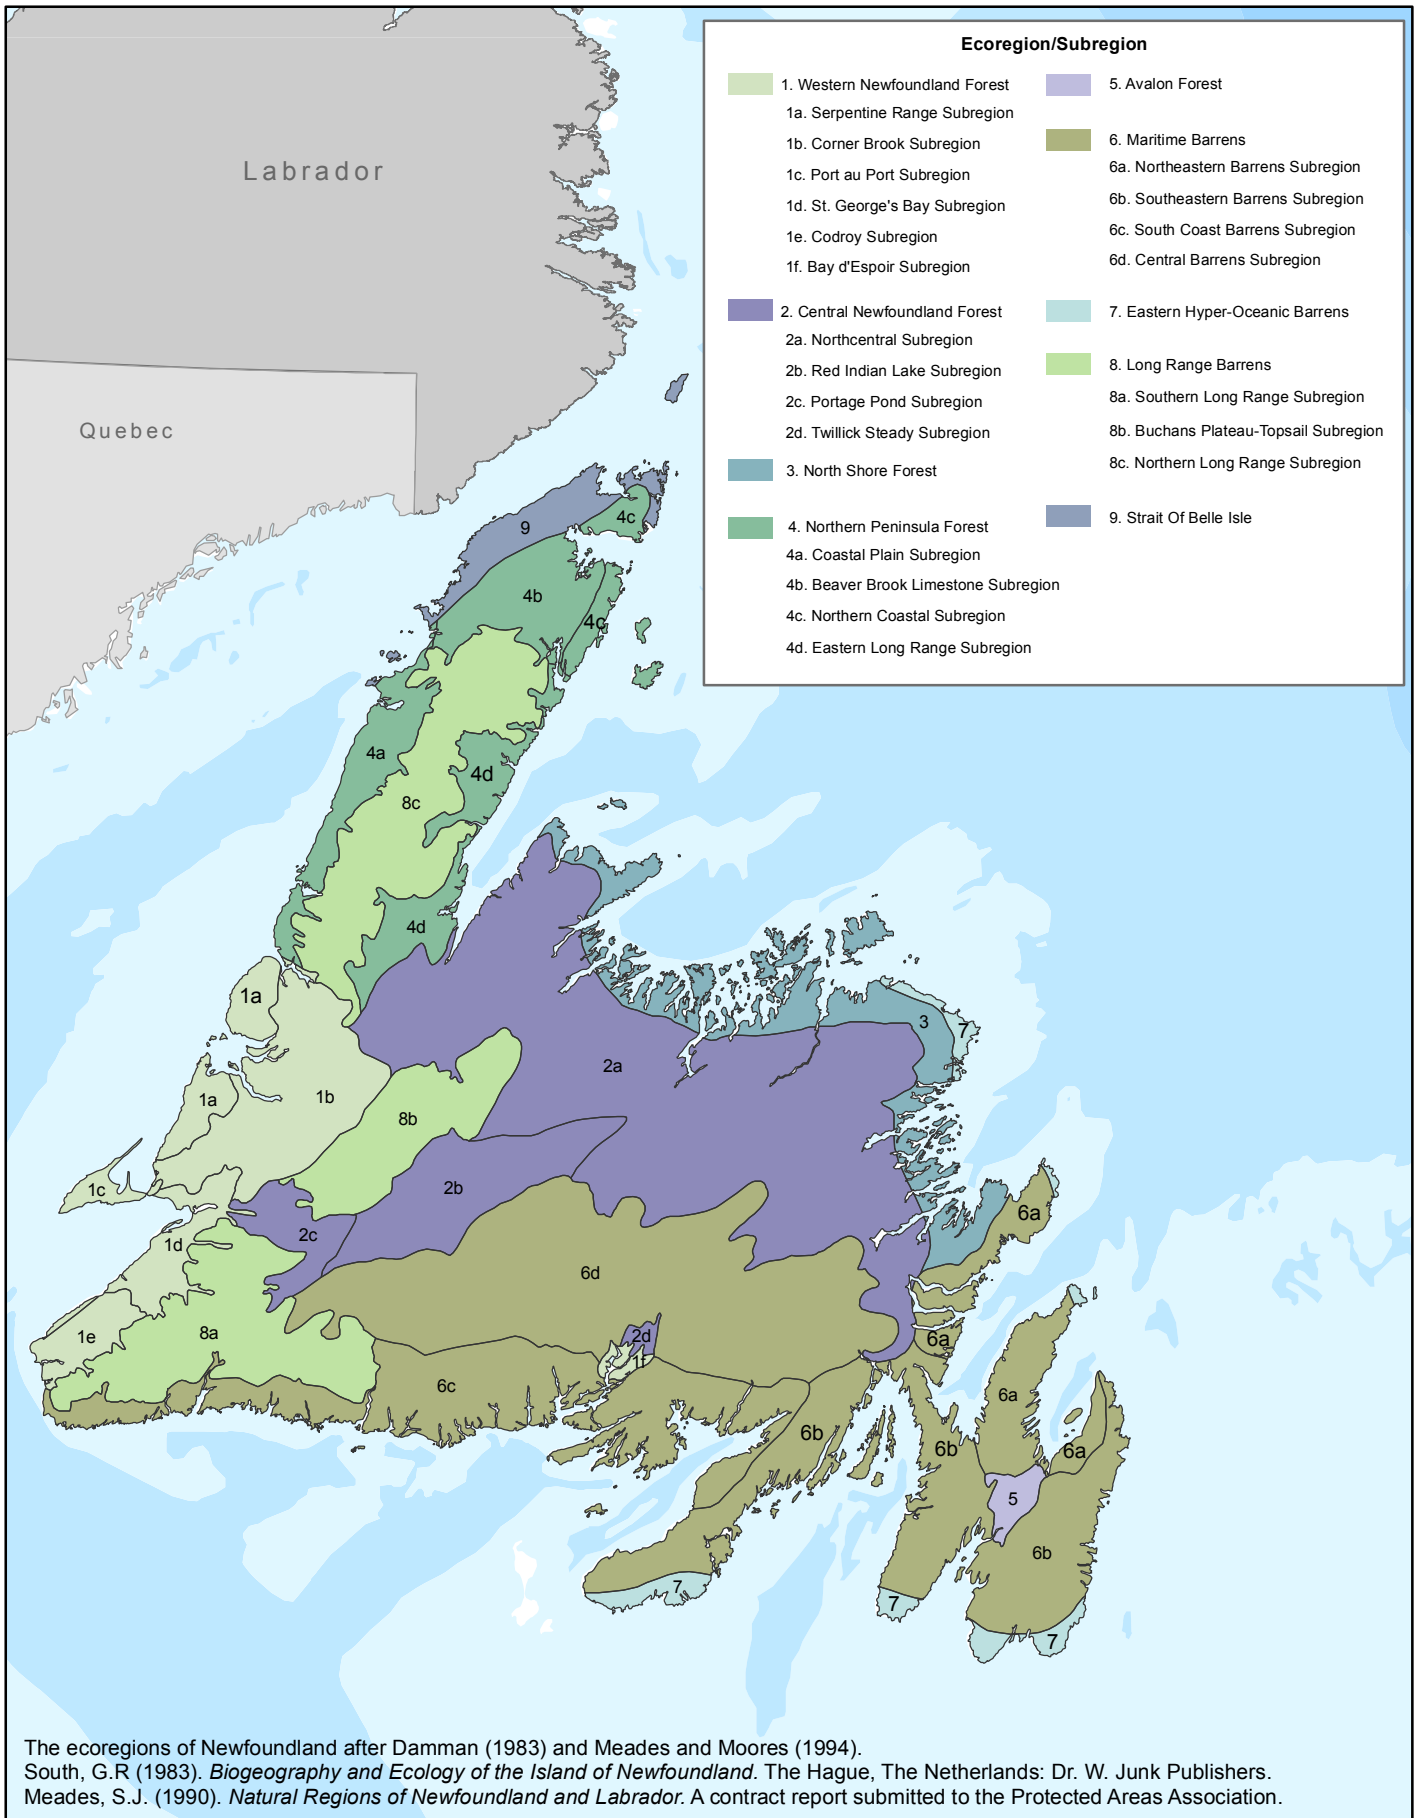 Ecoregion/Subregion
1. Western Newfoundland Forest
1a. Serpentine Range Subregion
1b. Corner Brook Subregion
1c. Port au Port Subregion
1d. St. George's Bay Subregion
1e. Codroy Subregion
1f. Bay d'Espoir Subregion
2. Central Newfoundland Forest
2a. Northcentral Subregion
2b. Red Indian Lake Subregion
2c. Portage Pond Subregion
2d. Twillick Steady Subregion
3. North Shore Forest
4. Northern Peninsula Forest
4a. Coastal Plain Subregion
4b. Beaver Brook Limestone Subregion
4c. Northern Coastal Subregion
4d. Eastern Long Range Subregion
5. Avalon Forest
6. Maritime Barrens
6a. Northeastern Barrens Subregion
6b. Southeastern Barrens Subregion
6c. South Coast Barrens Subregion
6d. Central Barrens Subregion
7. Eastern Hyper-Oceanic Barrens
8. Long Range Barrens
8a. Southern Long Range Subregion
8b. Buchans Plateau-Topsail Subregion
8c. Northern Long Range Subregion
9. Strait Of Belle Isle
Labrador
Quebec
9
4c
4b
4c
4a
4d
8c
4d
1a
3
7
2a
1a
1b
8b
1c
2b
6a
2c
1d
6d
8a
1e
2d
1f
6a
6c
6a
6b
6b
6a
5
6b
7
7
7
The ecoregions of Newfoundland after Damman (1983) and Meades and Moores (1994).
South, G.R (1983). Biogeography and Ecology of the Island of Newfoundland. The Hague, The Netherlands: Dr. W. Junk Publishers.
Meades, S.J. (1990). Natural Regions of Newfoundland and Labrador. A contract report submitted to the Protected Areas Association.